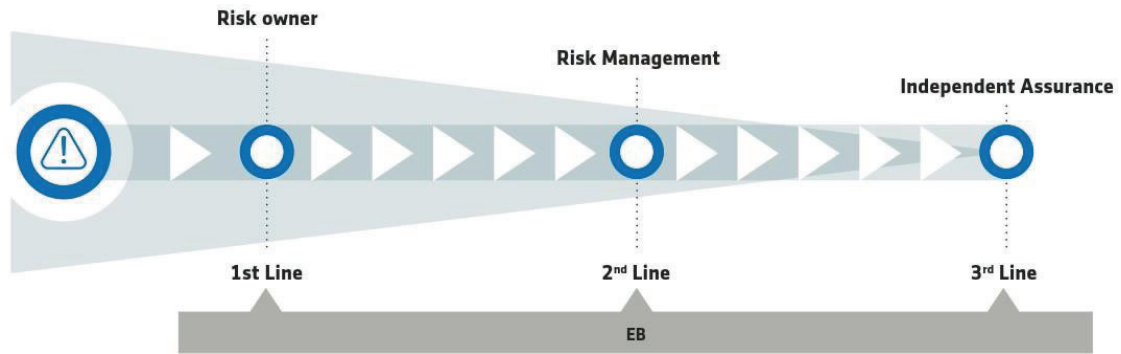 Risk owner
Risk Management
Independent Assurance
1st Line
2nd Line
3rd Line
EB